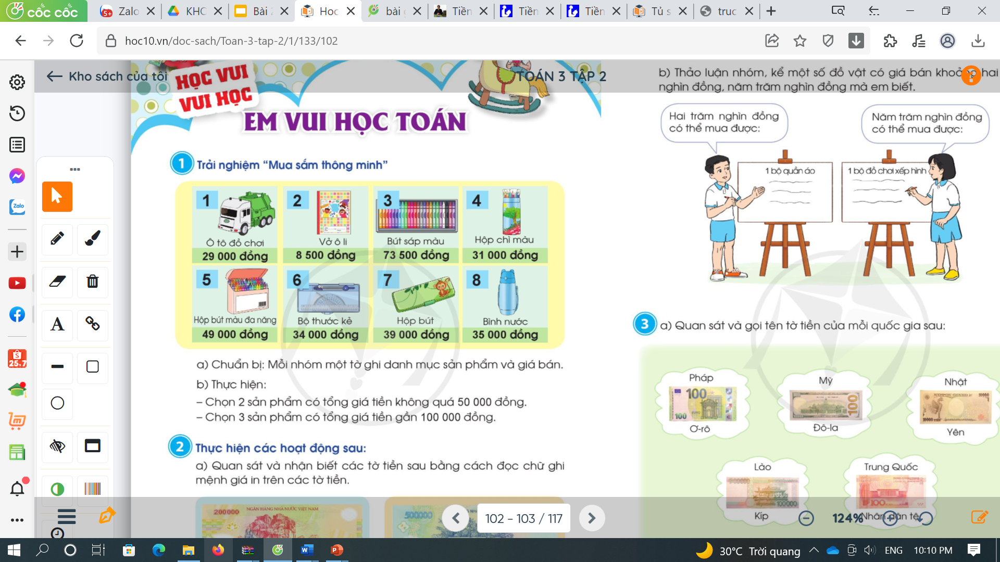 cốc cốc
Zalo
KHC
Bài 2
Hoc
bài g
Tiền
Tiền
Tiền
Tủ s
truc
hoc10.vn/doc-sach/Toan-3-tap-2/1/133/102
Kho sách của tôi
TOÁN 3 TẬP 2
HỌC VUI
VUI HỌC
EM VUI HỌC TOÁN
1 Trải nghiệm “Mua sắm thông minh”
1 2 3 4
Ô tô đồ chơi Vở ô li Bút sáp màu Hộp chì màu
29 000 đồng 8 500 đồng 73 500 đồng 31 000 đồng
5 6 7 8
Hộp bút màu đa năng Bộ thước kẻ Hộp bút Bình nước
49 000 đồng 34 000 đồng 39 000 đồng 35 000 đồng
a) Chuẩn bị: Mỗi nhóm một tờ ghi danh mục sản phẩm và giá bán.
b) Thực hiện:
– Chọn 2 sản phẩm có tổng giá tiền không quá 50 000 đồng.
– Chọn 3 sản phẩm có tổng giá tiền gần 100 000 đồng.
2 Thực hiện các hoạt động sau:
a) Quan sát và nhận biết các tờ tiền sau bằng cách đọc chữ ghi
mệnh giá in trên các tờ tiền.
NGÂN HÀNG NHÀ NƯỚC VIỆT NAM
200000
500000
b) Thảo luận nhóm, kể một số đồ vật có giá bán khoảng hai
nghìn đồng, năm trăm nghìn đồng mà em biết.
Hai trăm nghìn đồng
có thể mua được:
Năm trăm nghìn đồng
có thể mua được:
1 bộ quần áo
1 bộ đồ chơi xếp hình
3 a) Quan sát và gọi tên tờ tiền của mỗi quốc gia sau:
Pháp
100
100
EURO
Ơ-rô
Mỹ
100
Đô-la
Nhật
10000
Yên
Lào
100000
Kíp
Trung Quốc
100
Nhân dân tệ
102 - 103 / 117
124%
Zalo
25.7
A
30°C Trời quang
ENG
10:10 PM